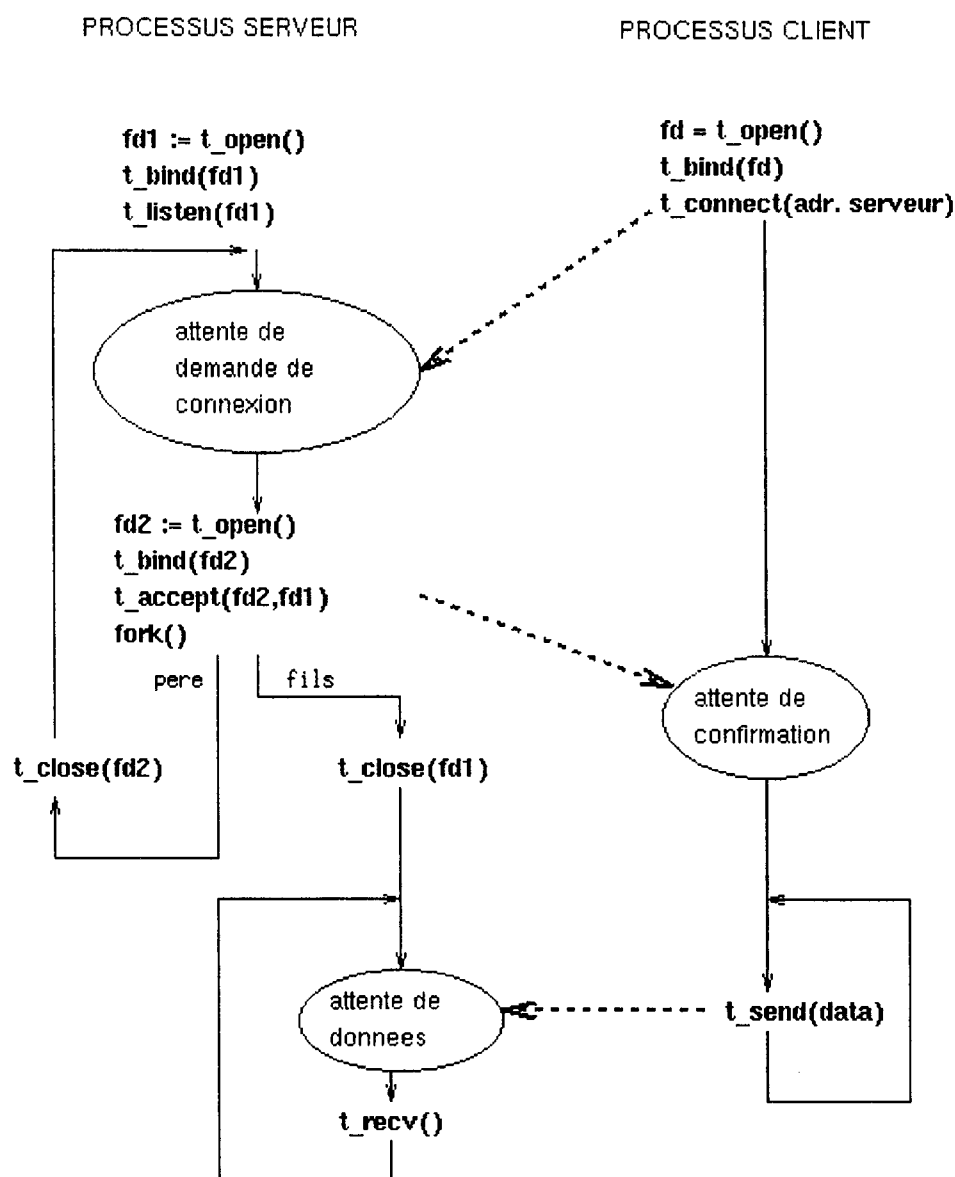 PROCESSUS SERVEUR
PROCESSUS CLIENT
fd1 := t_open()
t_bind(fd1)
t_listen(fd1)
fd = t_open()
t_bind(fd)
t_connect(adr. serveur)
attente de
demande de
connexion
fd2 := t_open()
t_bind(fd2)
t_accept(fd2,fd1)
fork()
pere
fils
attente de
confirmation
t_close(fd2)
t_close(fd1)
attente de
donnees
t_send(data)
t_recv()